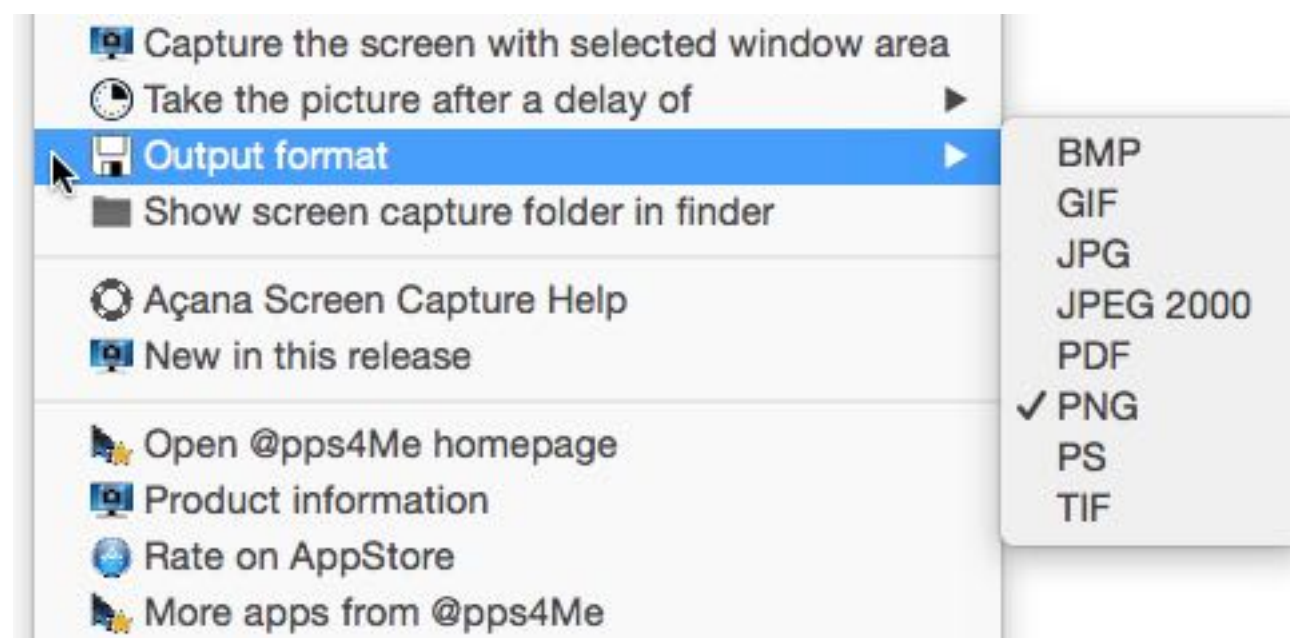 Capture the screen with selected window area
Take the picture after a delay of
Output format
Show screen capture folder in finder
Açana Screen Capture Help
New in this release
Open @pps4Me homepage
Product information
Rate on AppStore
More apps from @pps4Me
BMP
GIF
JPG
JPEG 2000
PDF
PNG
PS
TIF